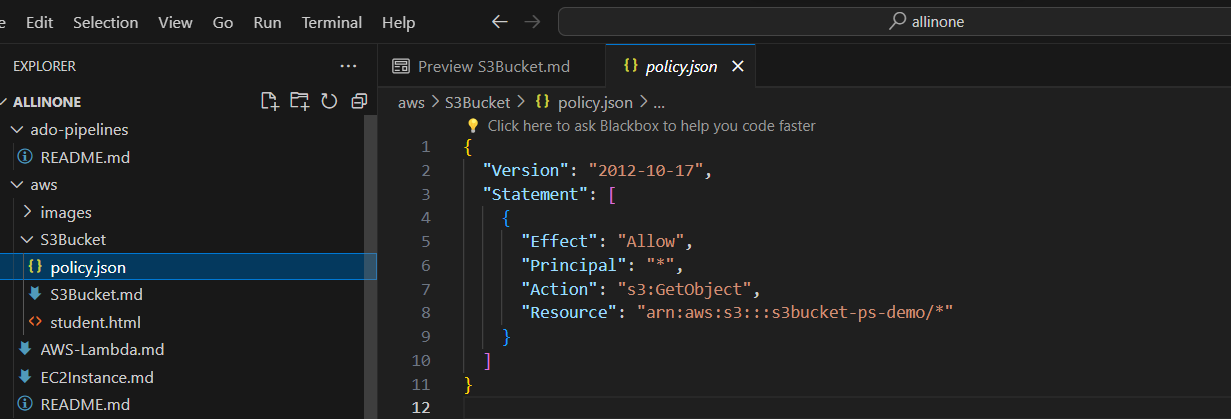 e Edit Selection View Go Run Terminal Help
allinone
EXPLORER
ALLINONE
ado-pipelines
README.md
aws
images
S3Bucket
policy.json
S3Bucket.md
student.html
AWS-Lambda.md
EC2Instance.md
README.md
Preview S3Bucket.md
policy.json
aws > S3Bucket > {} policy.json > ...
Click here to ask Blackbox to help you code faster
1 {
2 "Version": "2012-10-17",
3 "Statement": [
4 {
5 "Effect": "Allow",
6 "Principal": "*",
7 "Action": "s3:GetObject",
8 "Resource": "arn:aws:s3:::s3bucket-ps-demo/*"
9 }
10 ]
11 }
12